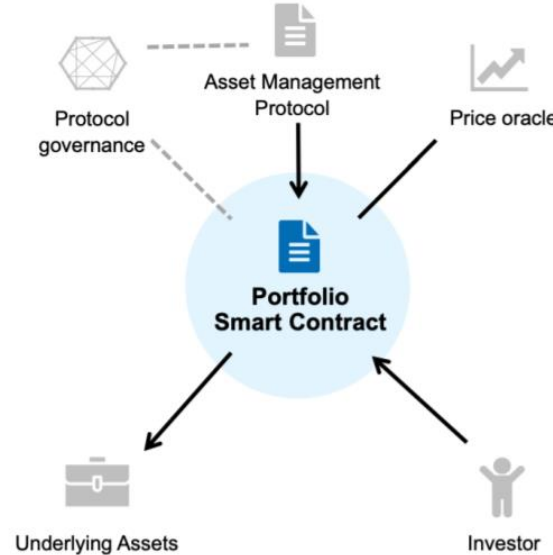 Asset Management
Protocol
Protocol
governance
Price oracle
Portfolio
Smart Contract
Underlying Assets
Investor